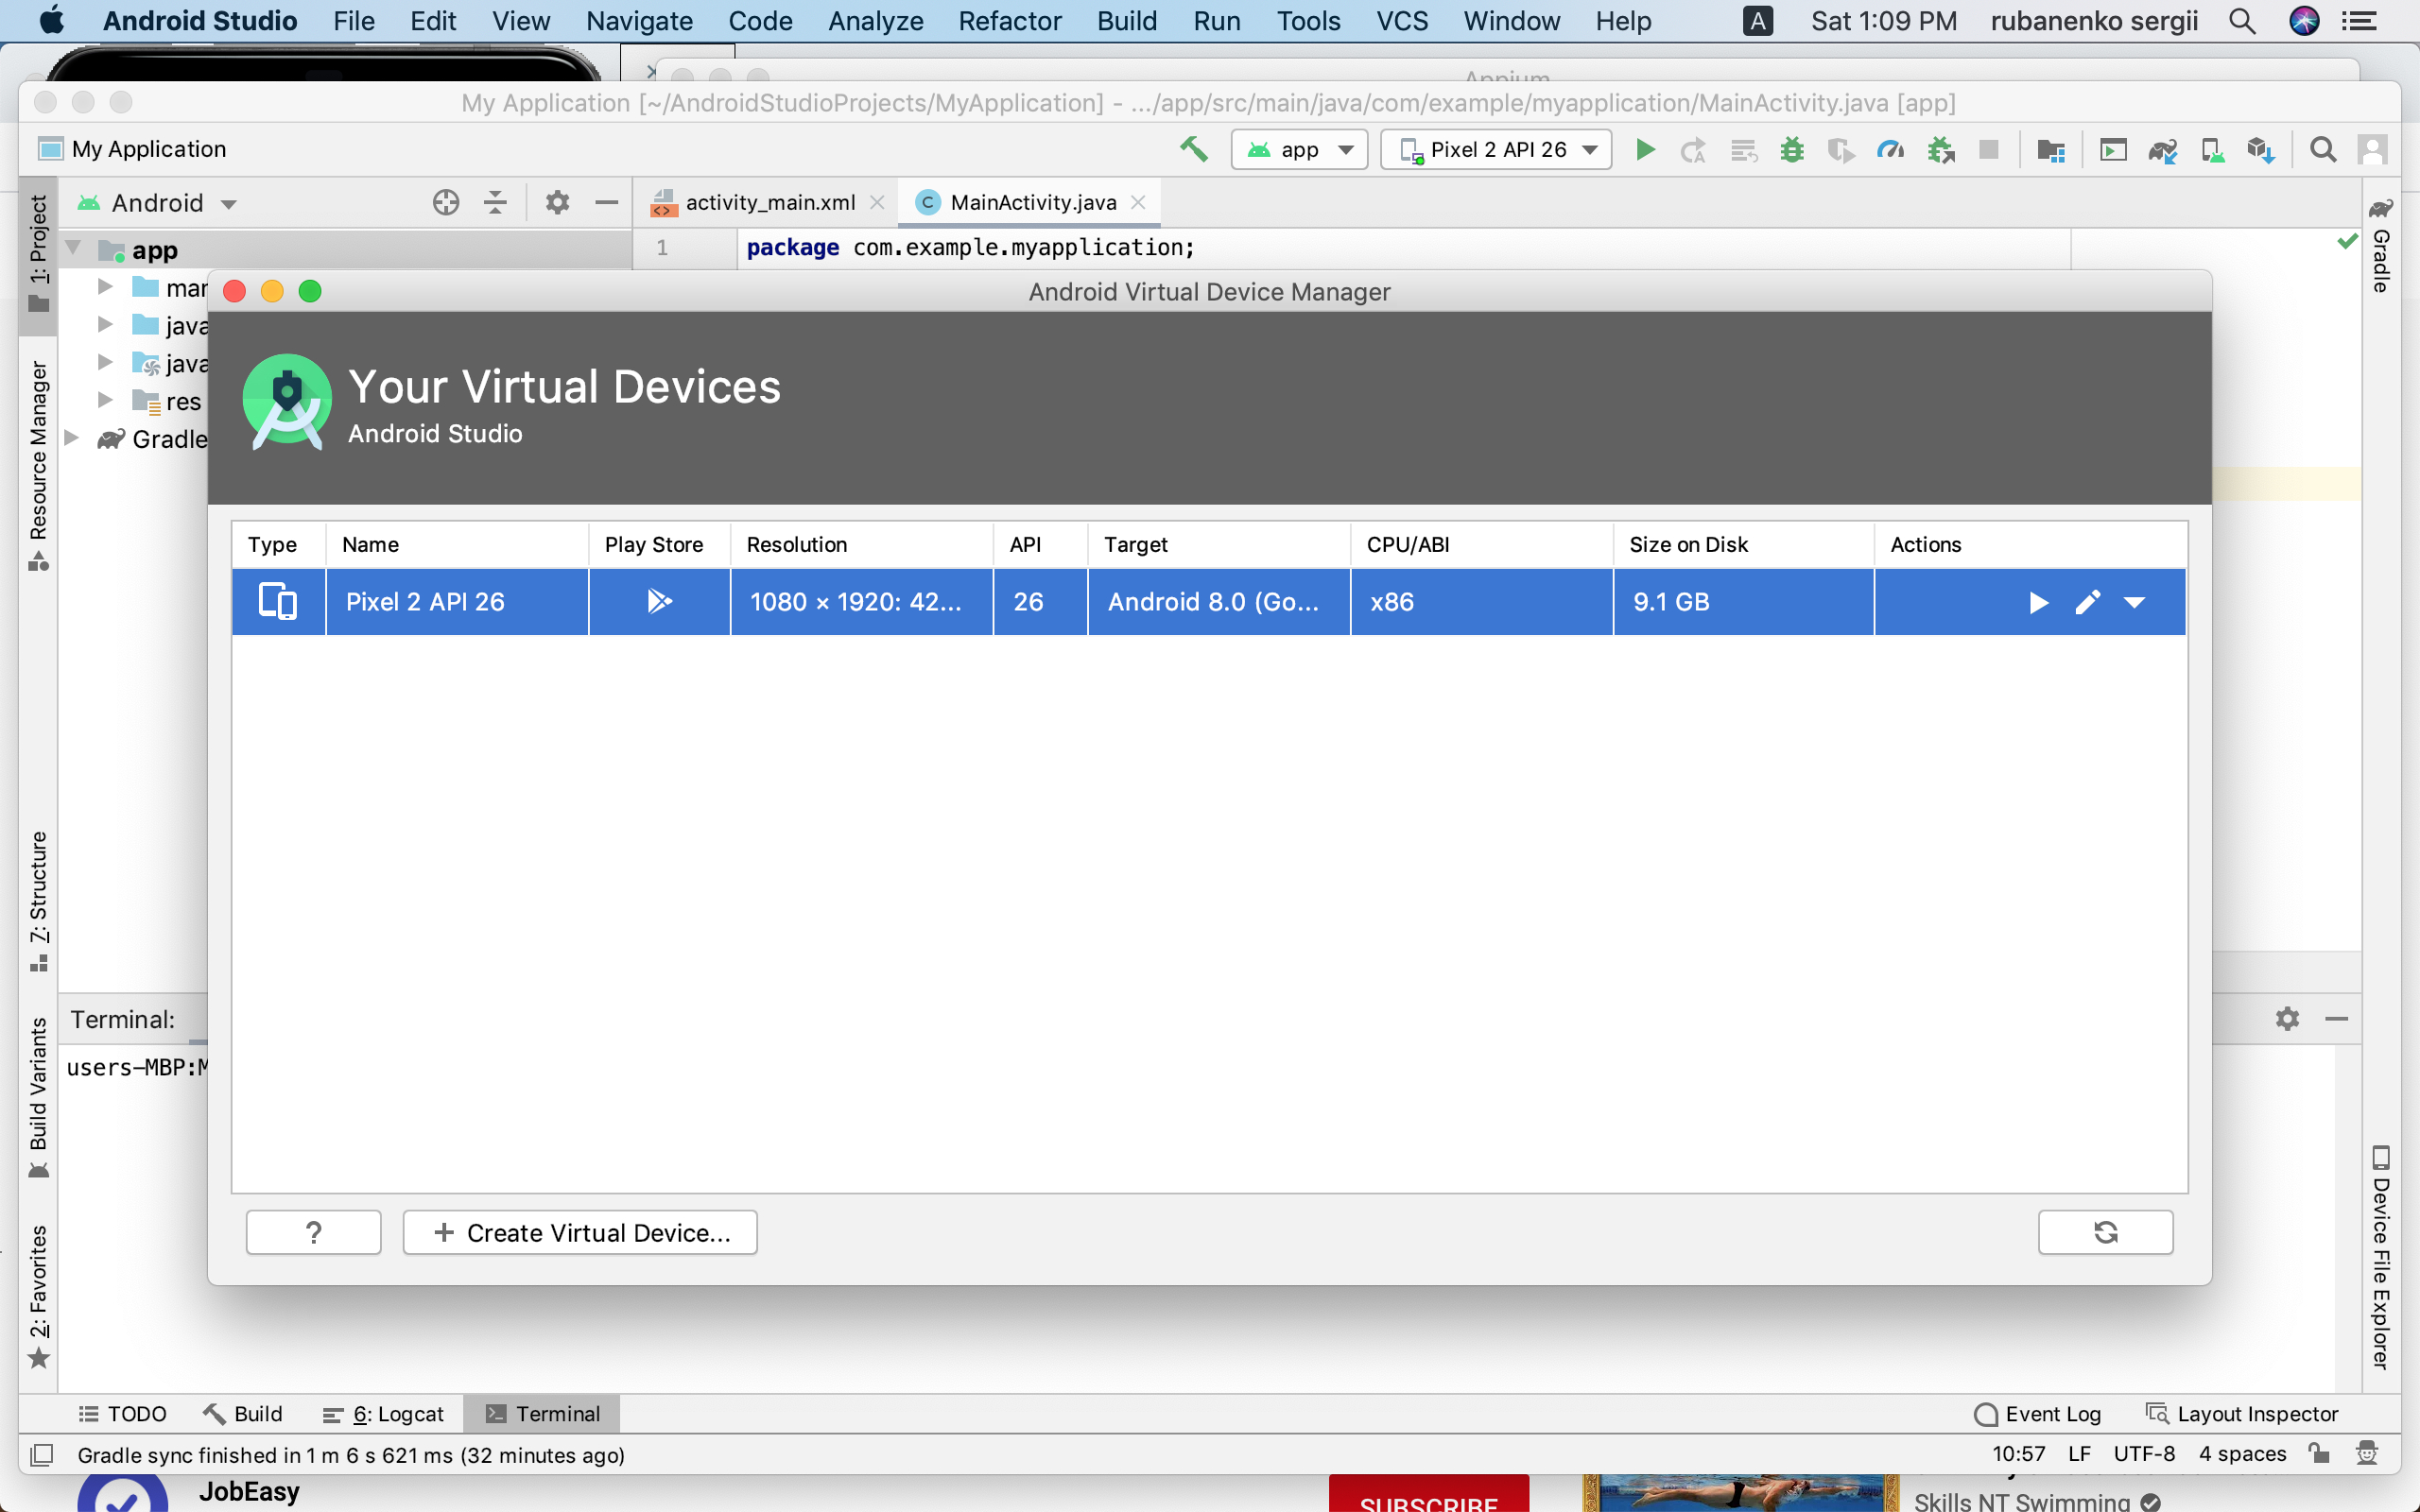 Android Studio File Edit View Navigate Code Analyze Refactor Build Run Tools VCS Window Help A Sat 1:09 PM rubanenko sergii
Appium
My Application [~/AndroidStudioProjects/MyApplication] - .../app/src/main/java/com/example/myapplication/MainActivity.java [app]
My Application app Pixel 2 API 26
1: Project
Android
activity_main.xml
C MainActivity.java
Gradle
app
1 package com.example.myapplication;
java
java
res
Gradle
Resource Manager
7: Structure
Build Variants
2: Favorites
Android Virtual Device Manager
Your Virtual Devices
Android Studio
Type Name Play Store Resolution API Target CPU/ABI Size on Disk Actions
Pixel 2 API 26 1080 × 1920: 42... 26 Android 8.0 (Go... x86 9.1 GB
? + Create Virtual Device...
Terminal:
users-MBP:M
Device File Explorer
TODO Build 6: Logcat Terminal Event Log Layout Inspector
Gradle sync finished in 1 m 6 s 621 ms (32 minutes ago) 10:57 LF UTF-8 4 spaces
JobEasy
SUBSCRIBE
Skills NT Swimming